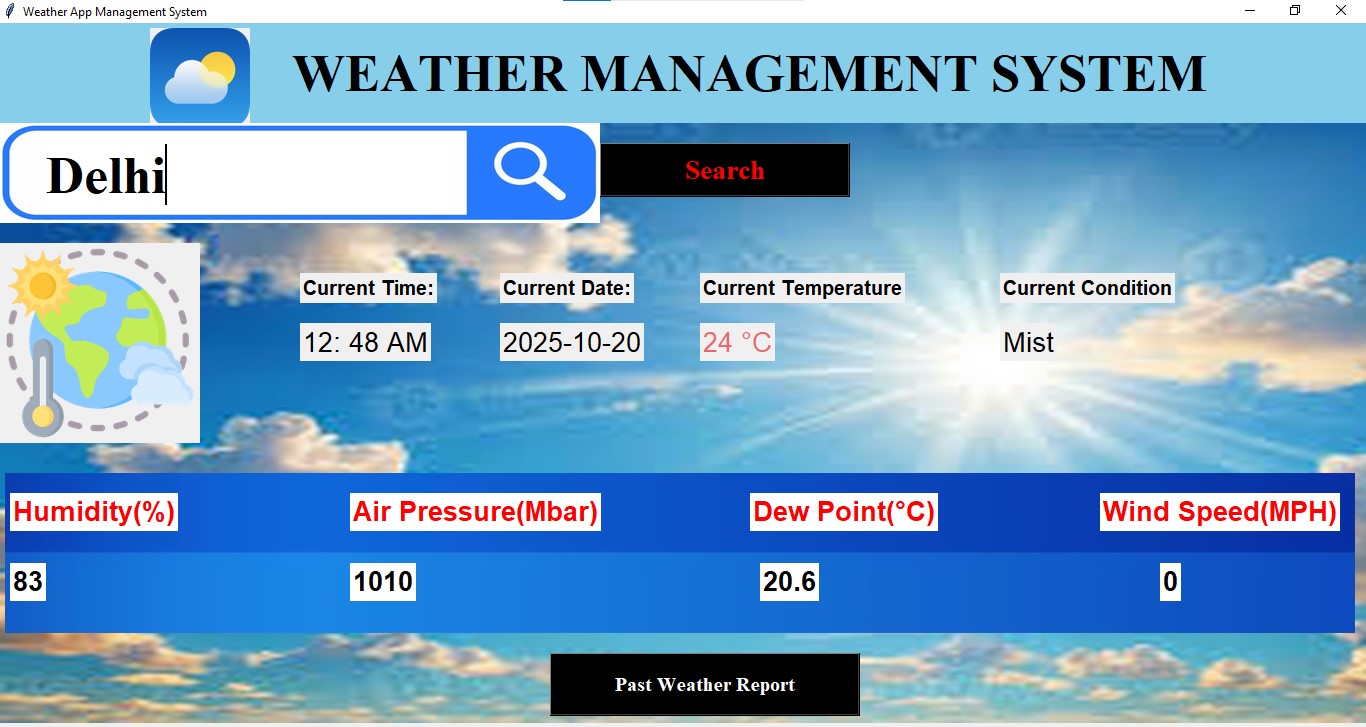 Weather App Management System
WEATHER MANAGEMENT SYSTEM
Delhi
Search
Current Time: Current Date: Current Temperature Current Condition
12: 48 AM 2025-10-20 24 °C Mist
Humidity(%) Air Pressure(Mbar) Dew Point(°C) Wind Speed(MPH)
83 1010 20.6 0
Past Weather Report